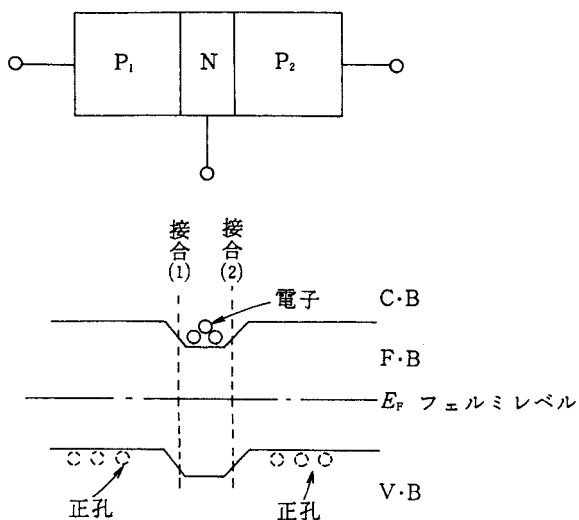 P₁ N P₂
接合(1)
接合(2)
電子
C·B
F·B
E_F フェルミレベル
正孔
正孔
V·B